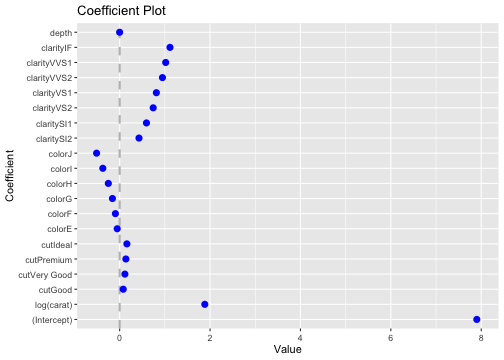 Coefficient Plot
Coefficient
depth
clarityIF
clarityVVS1
clarityVVS2
clarityVS1
clarityVS2
claritySI1
claritySI2
colorJ
colorI
colorH
colorG
colorF
colorE
cutIdeal
cutPremium
cutVery Good
cutGood
log(carat)
(Intercept)
0 2 4 6 8
Value